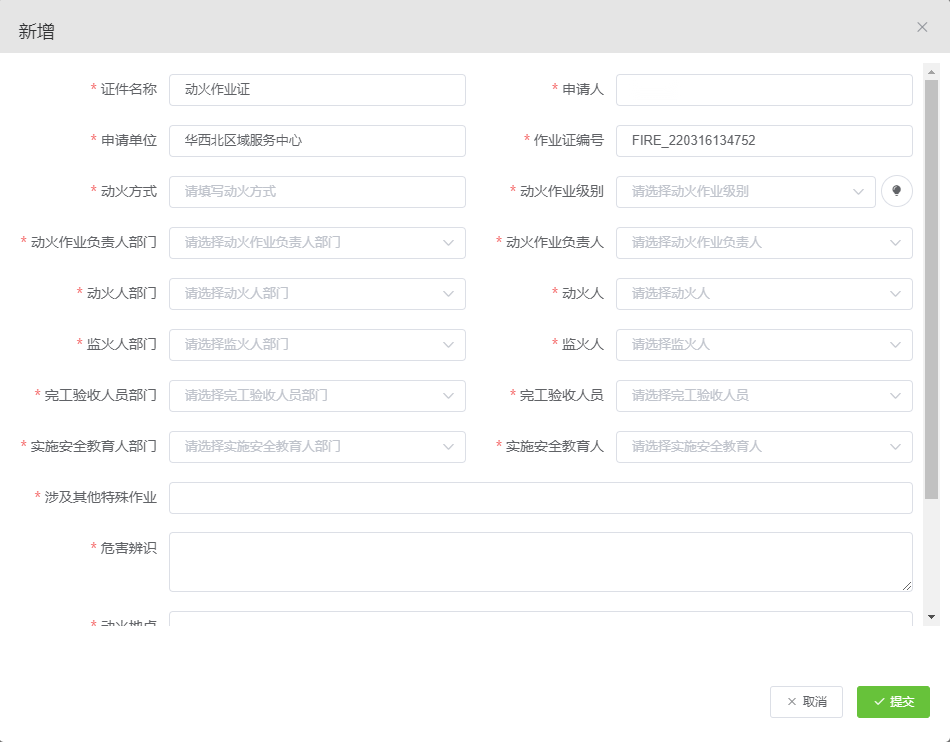 新增
* 证件名称 动火作业证 * 申请人
* 申请单位 华西北区域服务中心 * 作业证编号 FIRE_220316134752
* 动火方式 请填写动火方式 * 动火作业级别 请选择动火作业级别
* 动火作业负责人部门 请选择动火作业负责人部门 * 动火作业负责人 请选择动火作业负责人
* 动火人部门 请选择动火人部门 * 动火人 请选择动火人
* 监火人部门 请选择监火人部门 * 监火人 请选择监火人
* 完工验收人员部门 请选择完工验收人员部门 * 完工验收人员 请选择完工验收人员
* 实施安全教育人部门 请选择实施安全教育人部门 * 实施安全教育人 请选择实施安全教育人
* 涉及其他特殊作业
* 危害辨识
* 动火地点
取消 提交